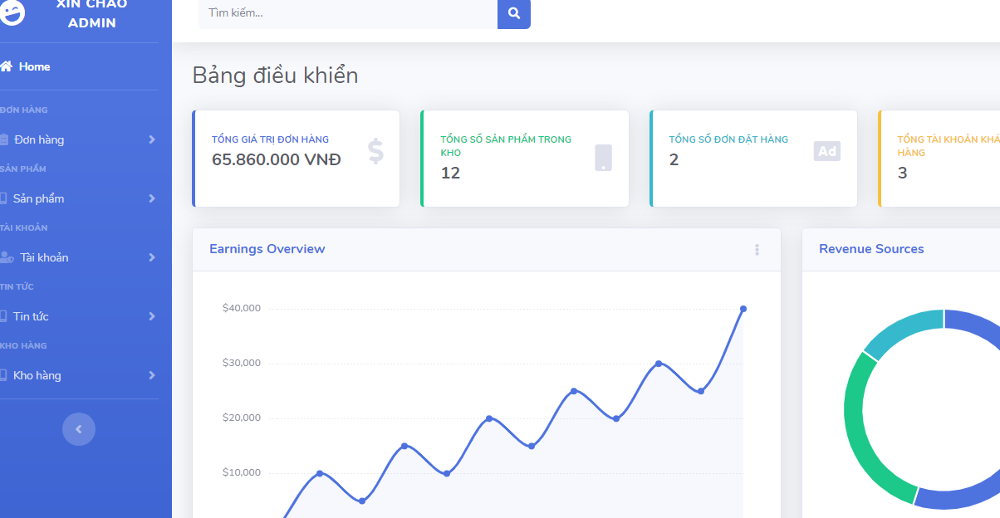 XIN CHÀO
ADMIN
Tìm kiếm...
Home
ĐƠN HÀNG
Đơn hàng
SẢN PHẨM
Sản phẩm
TÀI KHOẢN
Tài khoản
TIN TỨC
Tin tức
KHO HÀNG
Kho hàng
Bảng điều khiển
TỔNG GIÁ TRỊ ĐƠN HÀNG
65.860.000 VNĐ
$
TỔNG SỐ SẢN PHẨM TRONG
KHO
12
TỔNG SỐ ĐƠN ĐẶT HÀNG
2
Ad
TỔNG TÀI KHOẢN
HÀNG
3
Earnings Overview
$40,000
$30,000
$20,000
$10,000
Revenue Sources